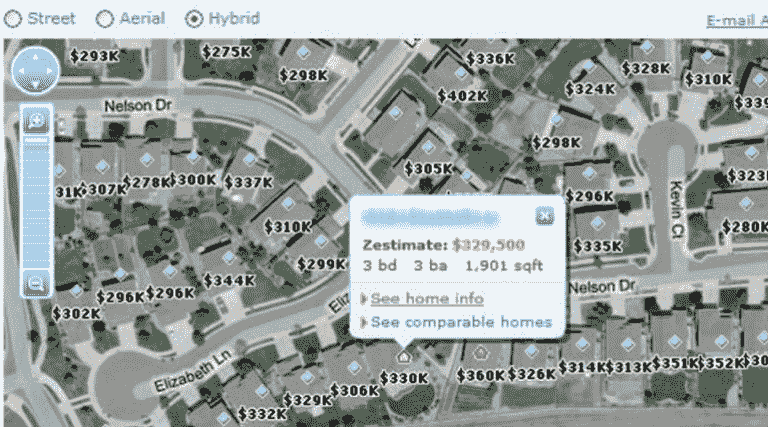 Street Aerial Hybrid
E-mail A
$293K
$275K
$298K
$336K
$402K
$328K
$310K
$324K
$339
Nelson Dr
$298K
$305K
31K
$307K
$278K
$300K
$337K
$296K
$323
Kevin Ct
$310K
$335K
$280K
$299K
Zestimate: $329,500
3 bd 3 ba 1,901 sqft
See home info
See comparable homes
$344K
$296K
$296K
$302K
Eliz
Nelson Dr
Elizabeth Ln
$332K
$329K
$306K
$330K
$360K
$326K
$314K
$313K
$351K
$352K
$30